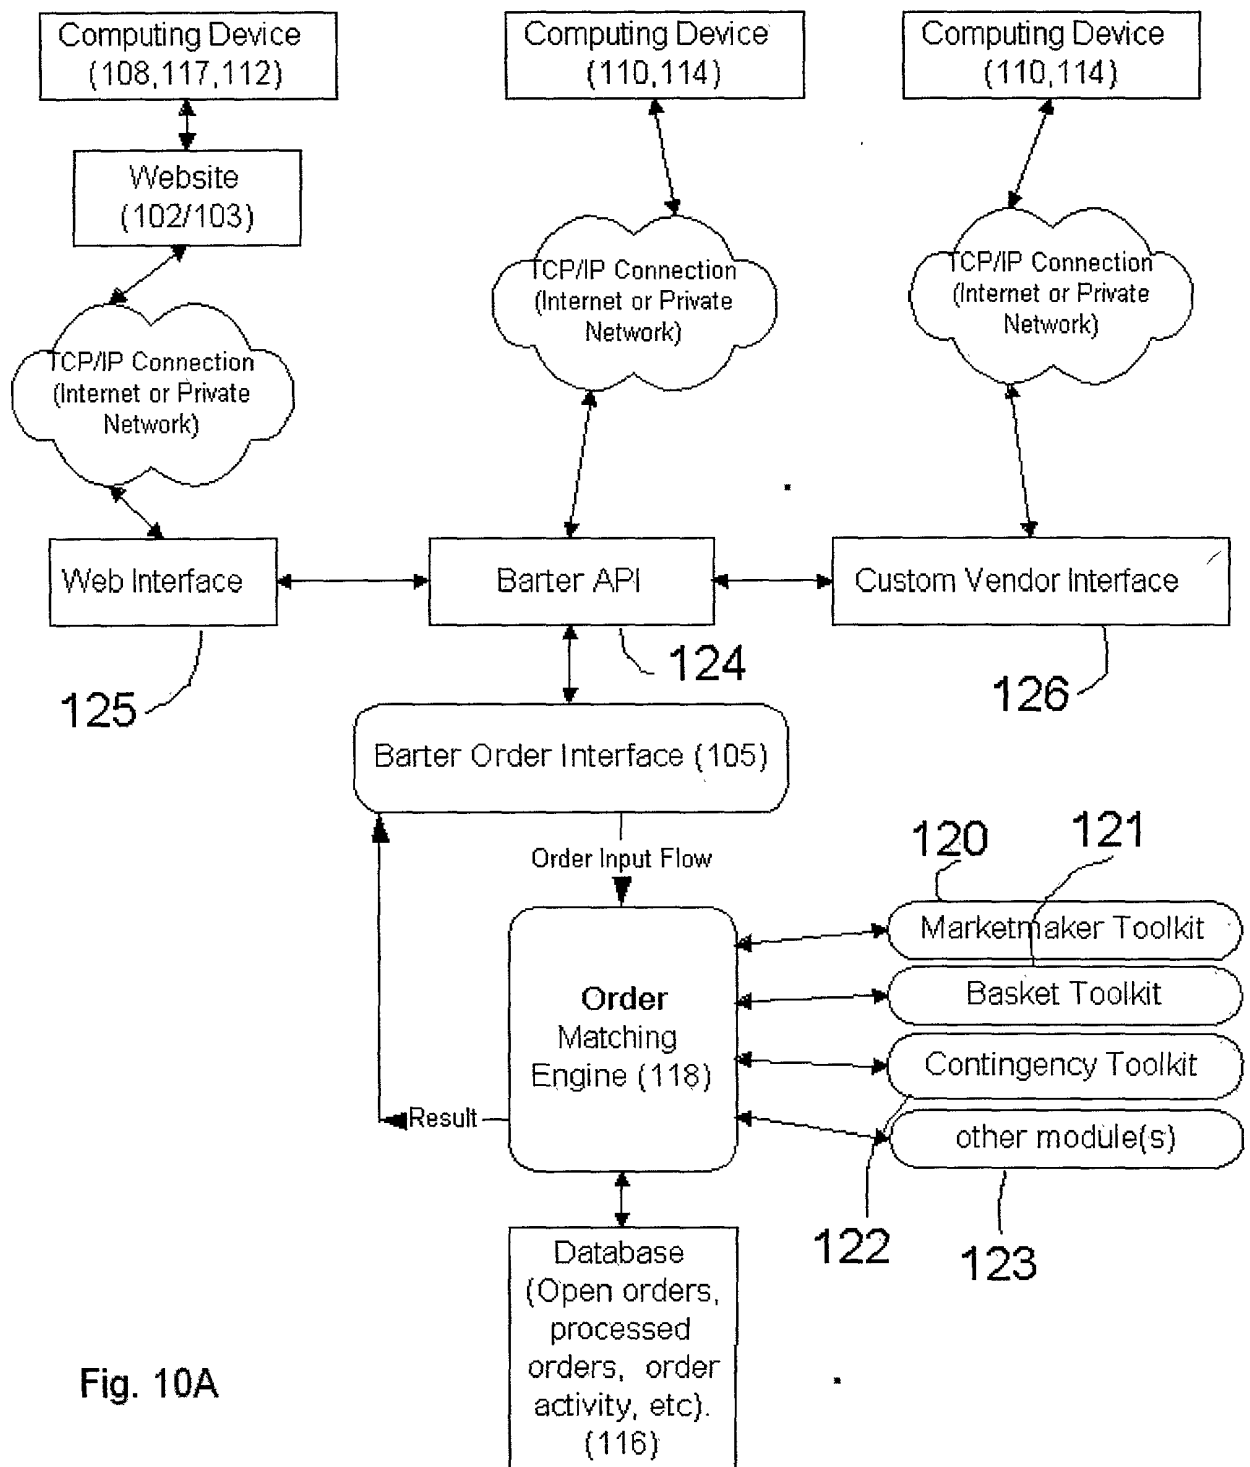 Computing Device
(108,117,112)
Computing Device
(110,114)
Computing Device
(110,114)
Website
(102/103)
TCP/IP Connection
(Internet or Private
Network)
TCP/IP Connection
(Internet or Private
Network)
TCP/IP Connection
(Internet or Private
Network)
Web Interface
Barter API
Custom Vendor Interface
125
124
126
Barter Order Interface (105)
Order Input Flow
120
121
Order
Matching
Engine (118)
Marketmaker Toolkit
Basket Toolkit
Contingency Toolkit
other module(s)
Result
122
123
Database
(Open orders,
processed
orders, order
activity, etc).
(116)
Fig. 10A